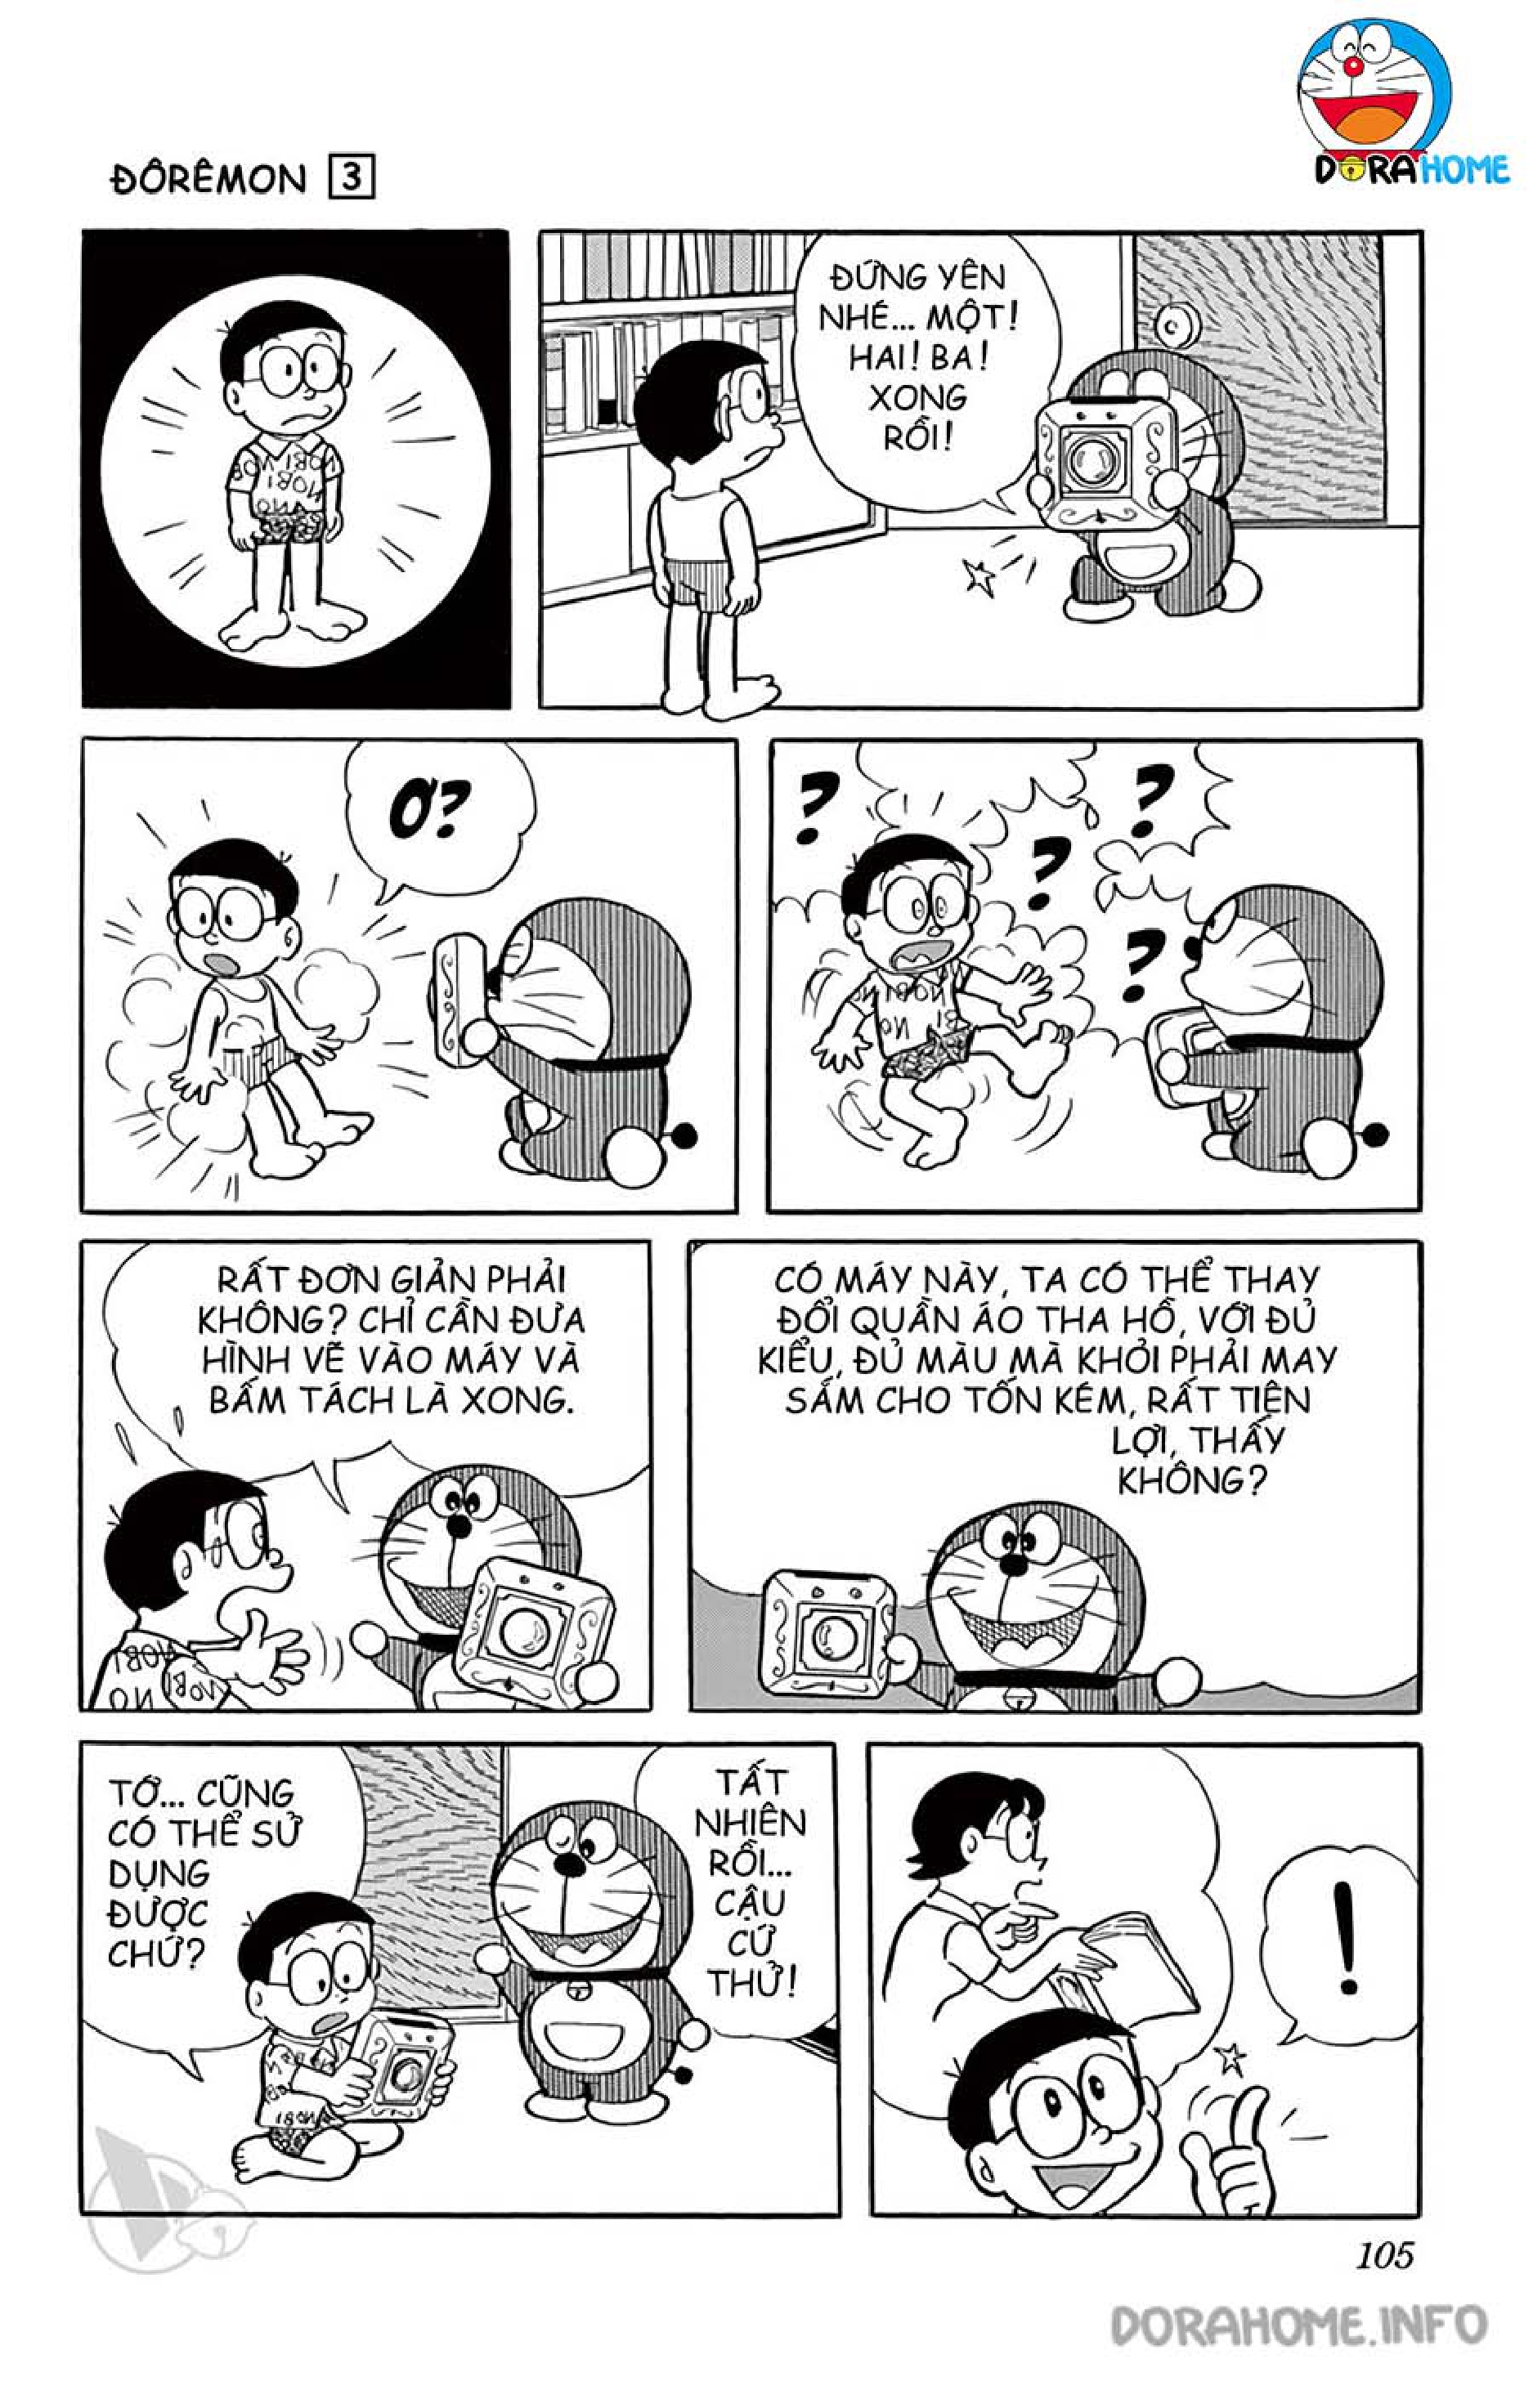 DORAHOME
ĐÔRÊMON 3
ĐỨNG YÊN
NHÉ... MỘT!
HAI! BA!
XONG
RỒI!
Ơ?
?
?
?
?
RẤT ĐƠN GIẢN PHẢI
KHÔNG? CHỈ CẦN ĐƯA
HÌNH VẼ VÀO MÁY VÀ
BẤM TÁCH LÀ XONG.
CÓ MÁY NÀY, TA CÓ THỂ THAY
ĐỔI QUẦN ÁO THA HỒ, VỚI ĐỦ
KIỂU, ĐỦ MÀU MÀ KHỎI PHẢI MAY
SẮM CHO TỐN KÉM, RẤT TIỆN
LỢI, THẤY
KHÔNG?
TỚ... CŨNG
CÓ THỂ SỬ
DỤNG
ĐƯỢC
CHỨ?
TẤT
NHIÊN
RỒI...
CẬU
CỨ
THỬ!
!
105
DORAHOME.INFO